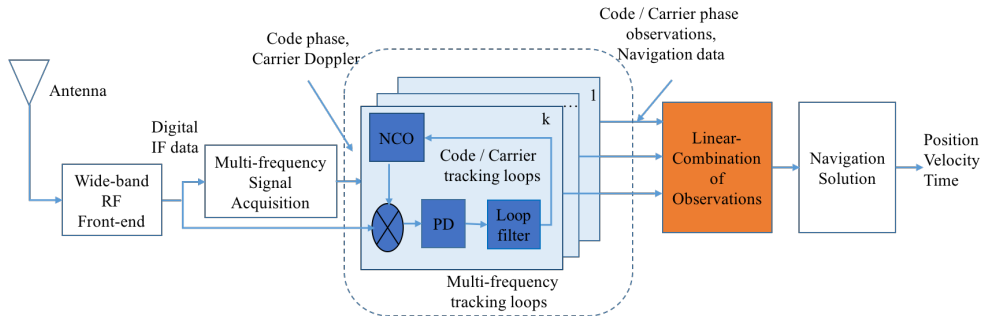 Code phase,
Carrier Doppler
Code / Carrier phase
observations,
Navigation data
Antenna
Digital
IF data
Wide-band
RF
Front-end
Multi-frequency
Signal
Acquisition
1
...
k
NCO
Code / Carrier
tracking loops
PD
Loop
filter
Multi-frequency
tracking loops
Linear-
Combination
of
Observations
Navigation
Solution
Position
Velocity
Time